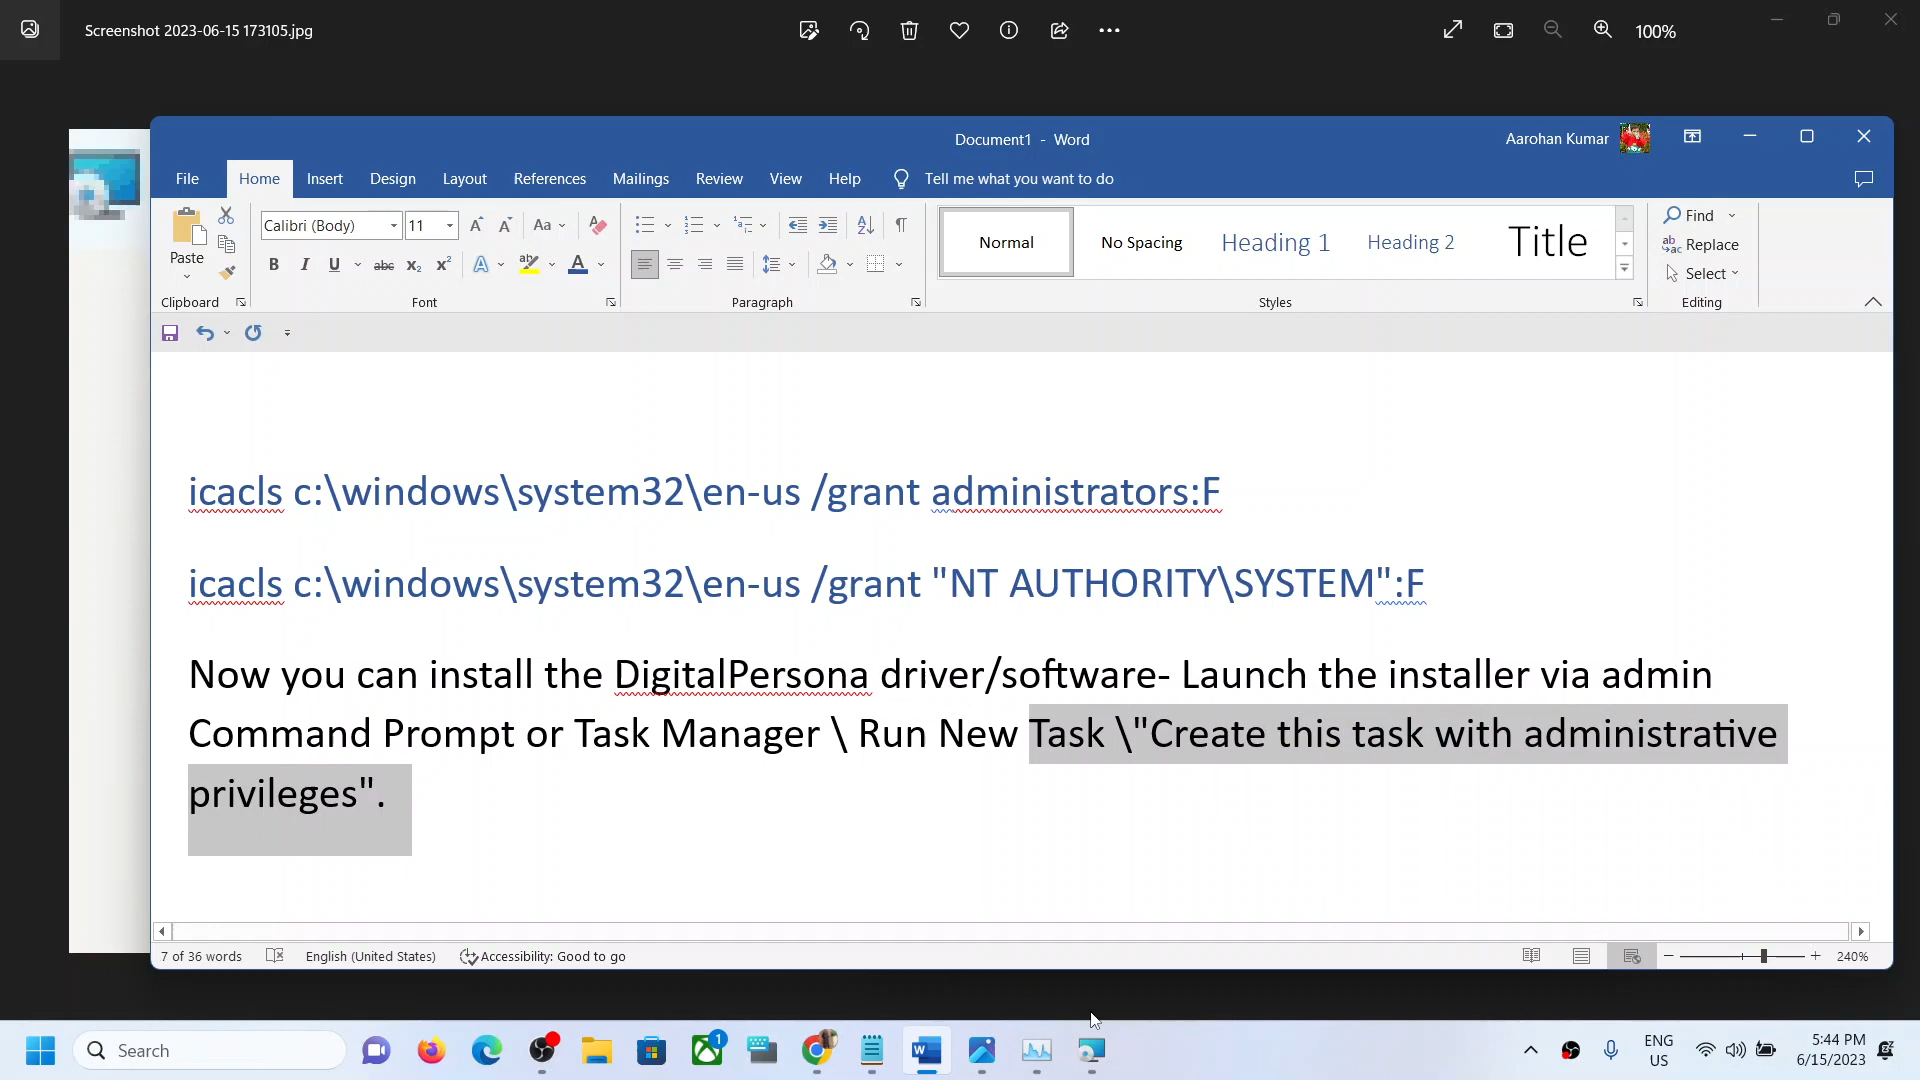 Screenshot 2023-06-15 173105.jpg
100%
Document1 - Word
Aarohan Kumar
File Home Insert Design Layout References Mailings Review View Help Tell me what you want to do
Paste
Calibri (Body) 11
Aa
B I U abc x₂ x² A A
Normal
No Spacing
Heading 1
Heading 2
Title
Find
Replace
Select
Clipboard Font Paragraph Styles Editing
icacls c:\windows\system32\en-us /grant administrators:F
icacls c:\windows\system32\en-us /grant "NT AUTHORITY\SYSTEM":F
Now you can install the DigitalPersona driver/software- Launch the installer via admin
Command Prompt or Task Manager \ Run New Task \"Create this task with administrative
privileges".
7 of 36 words English (United States) Accessibility: Good to go 240%
Search
1
ENG
US
5:44 PM
6/15/2023